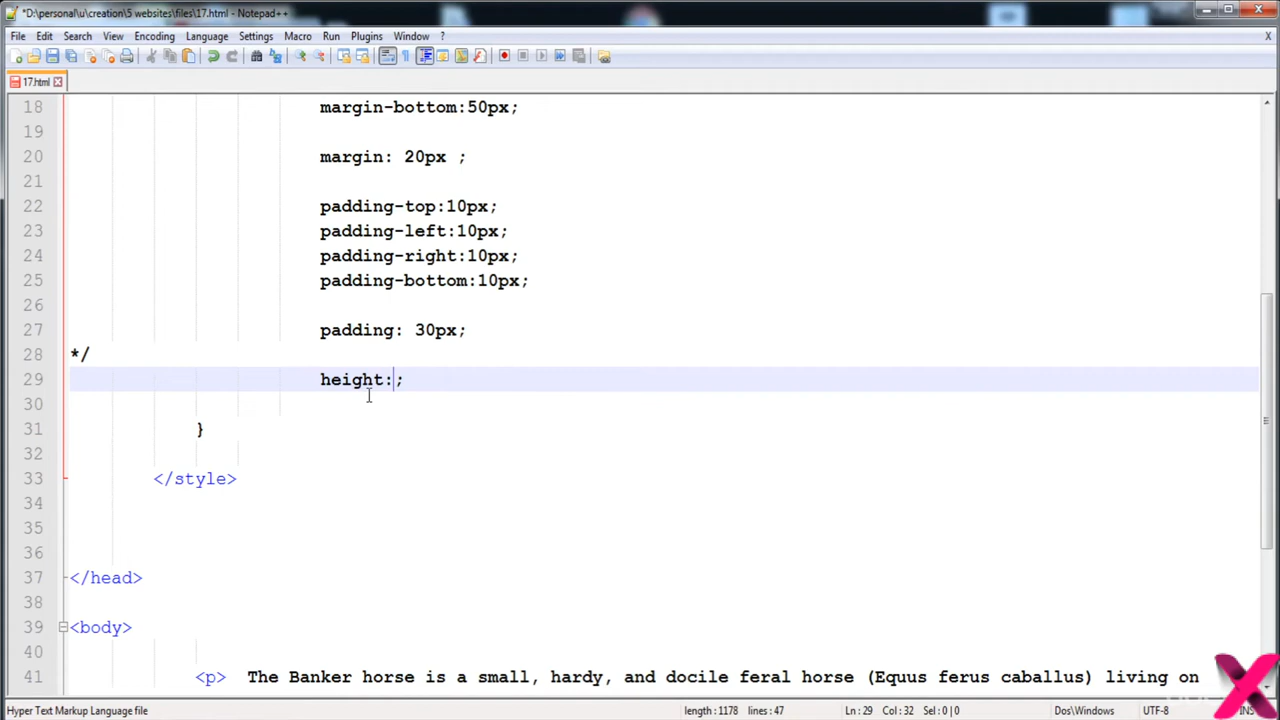 *D:\personal\u\creation\5 websites\files\17.html - Notepad++
File Edit Search View Encoding Language Settings Macro Run Plugins Window ? X
17.html
18 margin-bottom:50px;
19
20 margin: 20px ;
21
22 padding-top:10px;
23 padding-left:10px;
24 padding-right:10px;
25 padding-bottom:10px;
26
27 padding: 30px;
28 */
29 height:;
30
31 }
32
33 </style>
34
35
36
37 </head>
38
39 <body>
40
41 <p> The Banker horse is a small, hardy, and docile feral horse (Equus ferus caballus) living on
Hyper Text Markup Language file length : 1178 lines : 47 Ln : 29 Col : 32 Sel : 0 | 0 Dos\Windows UTF-8 INS